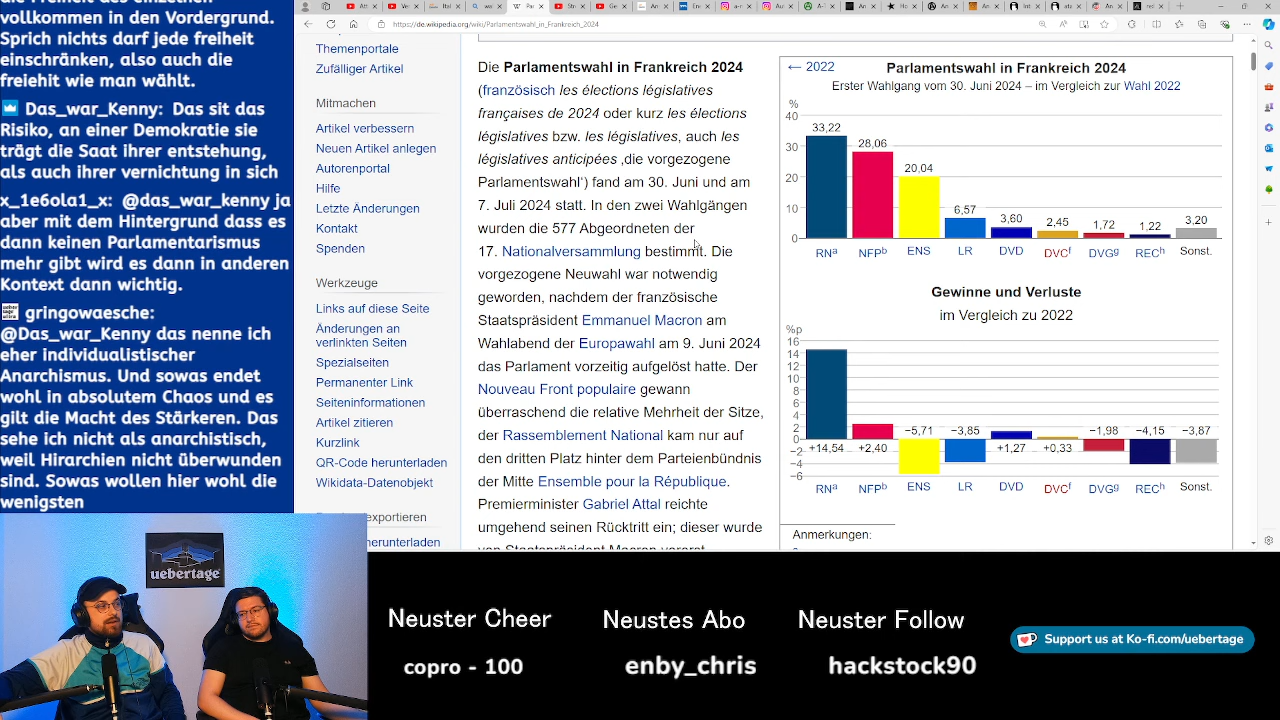 vollkommen in den Vordergrund.
Sprich nichts darf jede freiheit
einschränken, also auch die
freiehit wie man wählt.
Das_war_Kenny: Das sit das
Risiko, an einer Demokratie sie
trägt die Saat ihrer entstehung,
als auch ihrer vernichtung in sich
x_1e6ola1_x: @das_war_kenny ja
aber mit dem Hintergrund dass es
dann keinen Parlamentarismus
mehr gibt wird es dann in anderen
Kontext dann wichtig.
gringowaesche:
@Das_war_Kenny das nenne ich
eher individualistischer
Anarchismus. Und sowas endet
wohl in absolutem Chaos und es
gilt die Macht des Stärkeren. Das
sehe ich nicht als anarchistisch,
weil Hirarchien nicht überwunden
sind. Sowas wollen hier wohl die
wenigsten
https://de.wikipedia.org/wiki/Parlamentswahl_in_Frankreich_2024
Themenportale
Zufälliger Artikel
Mitmachen
Artikel verbessern
Neuen Artikel anlegen
Autorenportal
Hilfe
Letzte Änderungen
Kontakt
Spenden
Werkzeuge
Links auf diese Seite
Änderungen an
verlinkten Seiten
Spezialseiten
Permanenter Link
Seiteninformationen
Artikel zitieren
Kurzlink
QR-Code herunterladen
Wikidata-Datenobjekt
exportieren
herunterladen
Die Parlamentswahl in Frankreich 2024
(französisch les élections législatives
françaises de 2024 oder kurz les élections
législatives bzw. les législatives, auch les
législatives anticipées ‚die vorgezogene
Parlamentswahl‘) fand am 30. Juni und am
7. Juli 2024 statt. In den zwei Wahlgängen
wurden die 577 Abgeordneten der
17. Nationalversammlung bestimmt. Die
vorgezogene Neuwahl war notwendig
geworden, nachdem der französische
Staatspräsident Emmanuel Macron am
Wahlabend der Europawahl am 9. Juni 2024
das Parlament vorzeitig aufgelöst hatte. Der
Nouveau Front populaire gewann
überraschend die relative Mehrheit der Sitze,
der Rassemblement National kam nur auf
den dritten Platz hinter dem Parteienbündnis
der Mitte Ensemble pour la République.
Premierminister Gabriel Attal reichte
umgehend seinen Rücktritt ein; dieser wurde
von Staatspräsident Macron vorerst
← 2022 Parlamentswahl in Frankreich 2024
Erster Wahlgang vom 30. Juni 2024 – im Vergleich zur Wahl 2022
%
40
30
20
10
0
33,22 28,06 20,04 6,57 3,60 2,45 1,72 1.22 3,20
RNa NFPb ENS LR DVD DVCf DVGg RECh Sonst.
Gewinne und Verluste
im Vergleich zu 2022
%p
16
14
12
10
8
6
4
2
0
−2
−4
−6
+14,54 +2,40 −5,71 −3,85 +1,27 +0,33 −1,98 −4,15 −3,87
RNa NFPb ENS LR DVD DVCf DVGg RECh Sonst.
Anmerkungen:
uebertage
Neuster Cheer
copro - 100
Neustes Abo
enby_chris
Neuster Follow
hackstock90
Support us at Ko-fi.com/uebertage